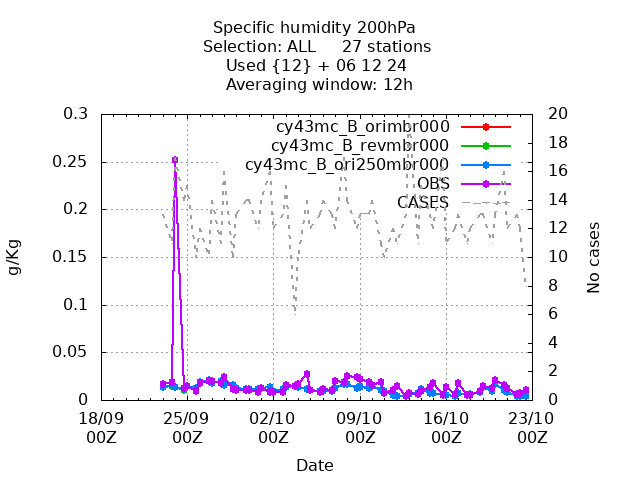 Specific humidity 200hPa
Selection: ALL     27 stations
Used {12} + 06 12 24
Averaging window: 12h
cy43mc_B_orimbr000
cy43mc_B_revmbr000
cy43mc_B_ori250mbr000
OBS
CASES
0.3
0.25
0.2
0.15
0.1
0.05
0
g/Kg
20
18
16
14
12
10
8
6
4
2
0
No cases
18/09 25/09 02/10 09/10 16/10 23/10
00Z 00Z 00Z 00Z 00Z 00Z
Date